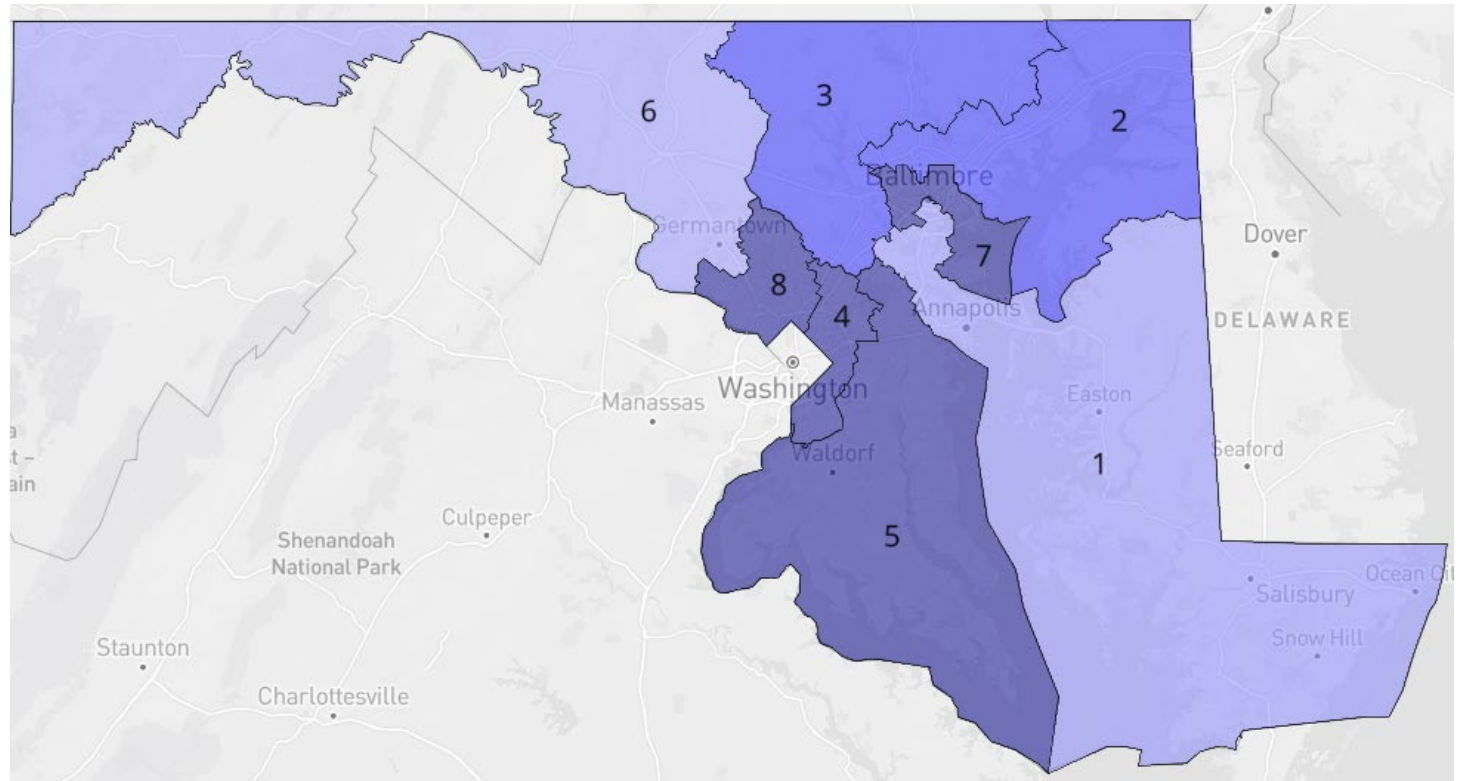 6
3
2
Baltimore
Germantown
7
Dover
8
4
Annapolis
DELAWARE
Washington
Manassas
Easton
Waldorf
1
Seaford
t –
ain
Culpeper
5
Shenandoah
National Park
Salisbury
Ocean Cit
Snow Hill
Staunton
Charlottesville